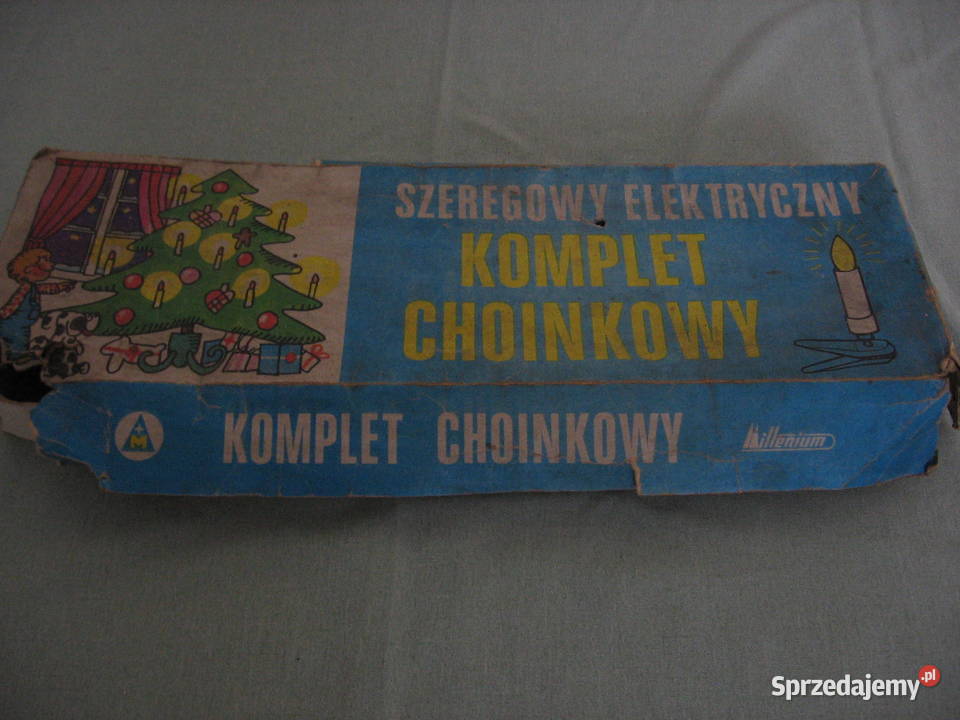 SZEREGOWY ELEKTRYCZNY
KOMPLET
CHOINKOWY
A
M
KOMPLET CHOINKOWY
Millenium
Sprzedajemy.pl